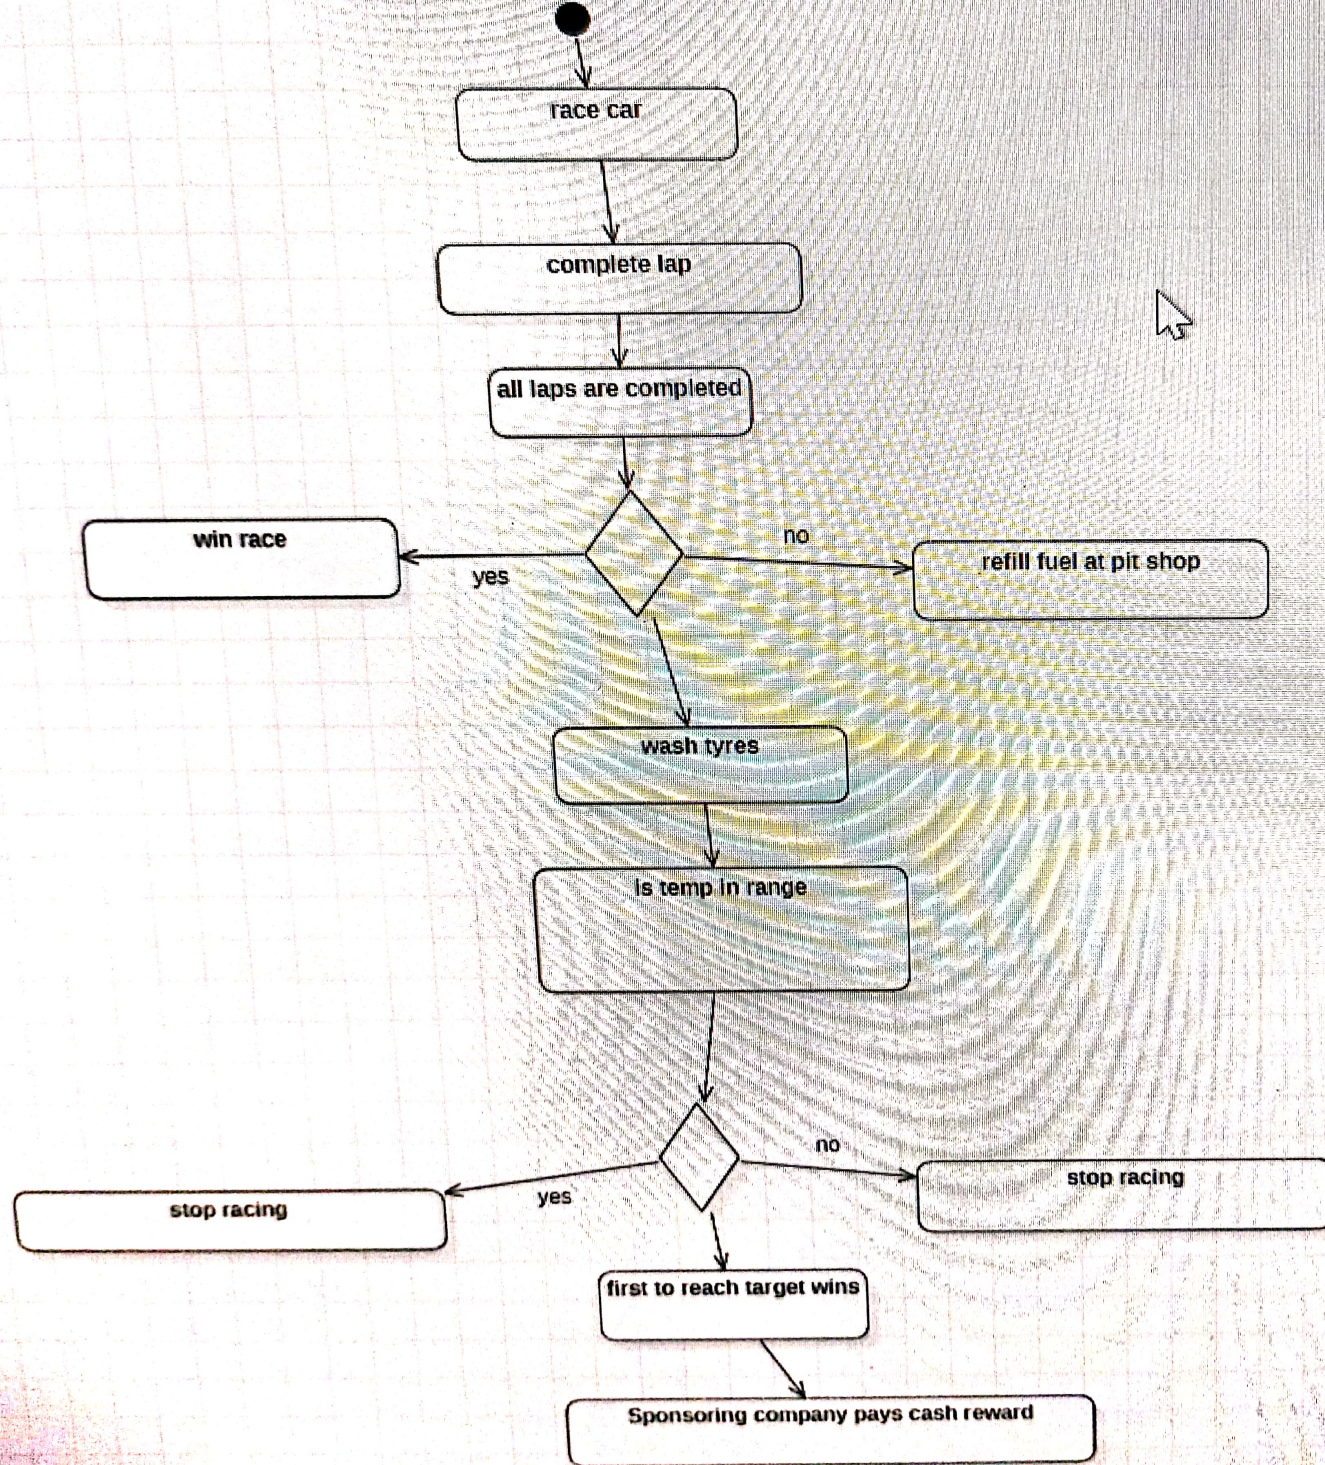 race car
complete lap
all laps are completed
win race
yes
no
refill fuel at pit shop
wash tyres
is temp in range
no
yes
stop racing
stop racing
first to reach target wins
Sponsoring company pays cash reward